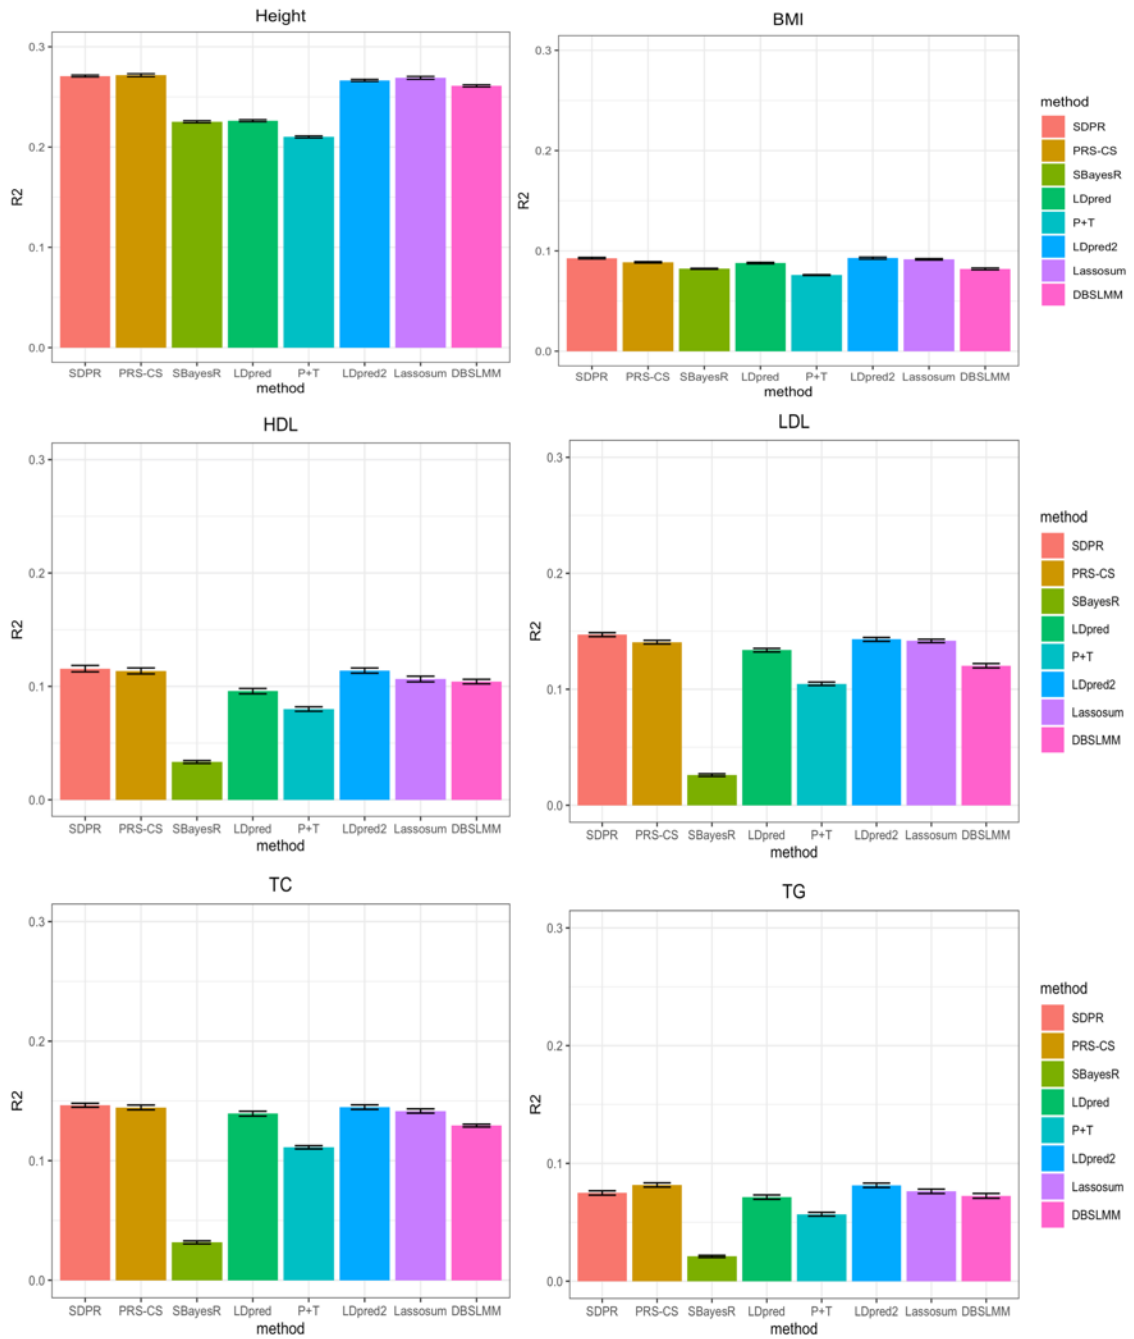 Height
0.3
0.2
0.1
0.0
R2
SDPR PRS-CS SBayesR LDpred P+T LDpred2 Lassosum DBSLMM
method
BMI
0.3
0.2
0.1
0.0
R2
SDPR PRS-CS SBayesR LDpred P+T LDpred2 Lassosum DBSLMM
method
method
SDPR
PRS-CS
SBayesR
LDpred
P+T
LDpred2
Lassosum
DBSLMM
HDL
0.3
0.2
0.1
0.0
R2
SDPR PRS-CS SBayesR LDpred P+T LDpred2 Lassosum DBSLMM
method
LDL
0.3
0.2
0.1
0.0
R2
SDPR PRS-CS SBayesR LDpred P+T LDpred2 Lassosum DBSLMM
method
method
SDPR
PRS-CS
SBayesR
LDpred
P+T
LDpred2
Lassosum
DBSLMM
TC
0.3
0.2
0.1
0.0
R2
SDPR PRS-CS SBayesR LDpred P+T LDpred2 Lassosum DBSLMM
method
TG
0.3
0.2
0.1
0.0
R2
SDPR PRS-CS SBayesR LDpred P+T LDpred2 Lassosum DBSLMM
method
method
SDPR
PRS-CS
SBayesR
LDpred
P+T
LDpred2
Lassosum
DBSLMM